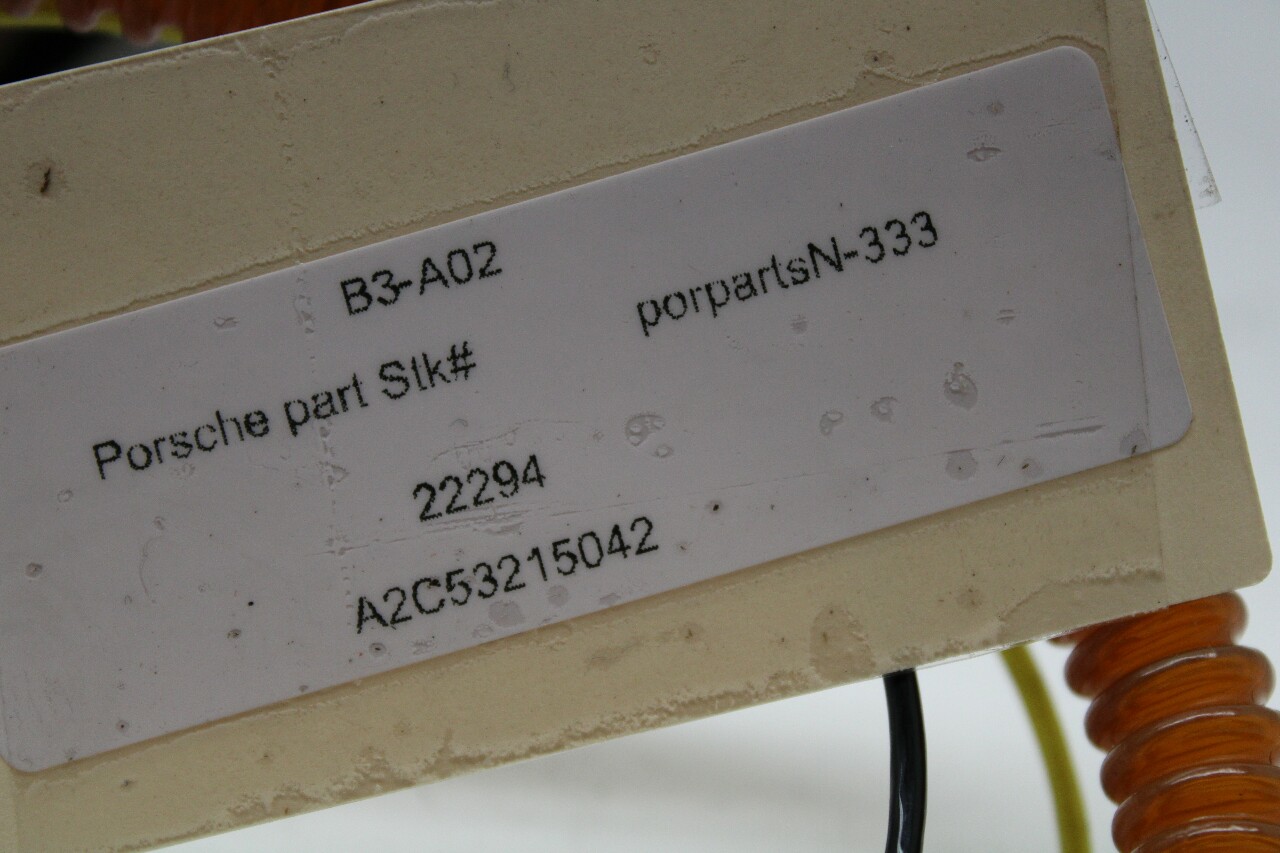 B3-A02 porpartsN-333
Porsche part Stk#
22294
A2C53215042